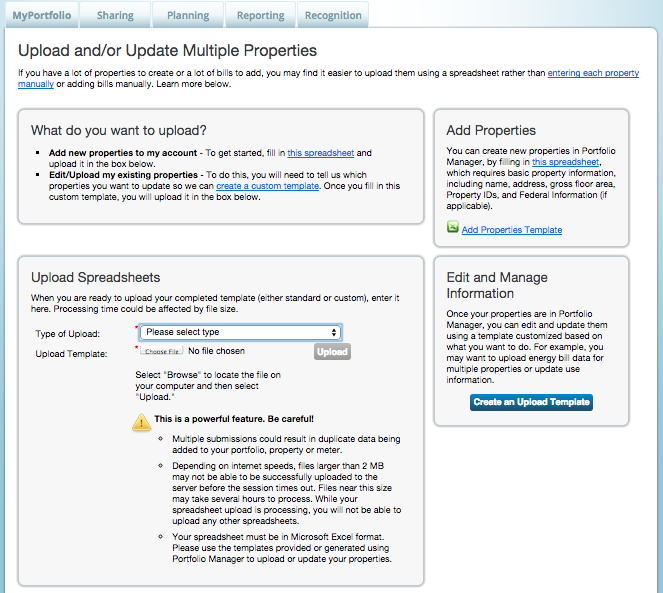 MyPortfolio Sharing Planning Reporting Recognition
Upload and/or Update Multiple Properties
If you have a lot of properties to create or a lot of bills to add, you may find it easier to upload them using a spreadsheet rather than entering each property
manually or adding bills manually. Learn more below.
What do you want to upload?
Add new properties to my account - To get started, fill in this spreadsheet and
upload it in the box below.
Edit/Upload my existing properties - To do this, you will need to tell us which
properties you want to update so we can create a custom template. Once you fill in this
custom template, you will upload it in the box below.
Add Properties
You can create new properties in Portfolio
Manager, by filling in this spreadsheet,
which requires basic property information,
including name, address, gross floor area,
Property IDs, and Federal Information (if
applicable).
Add Properties Template
Upload Spreadsheets
When you are ready to upload your completed template (either standard or custom), enter it
here. Processing time could be affected by file size.
Type of Upload: * Please select type
Upload Template: * Choose File No file chosen Upload
Select "Browse" to locate the file on
your computer and then select
"Upload."
This is a powerful feature. Be careful!
Multiple submissions could result in duplicate data being
added to your portfolio, property or meter.
Depending on internet speeds, files larger than 2 MB
may not be able to be successfully uploaded to the
server before the session times out. Files near this size
may take several hours to process. While your
spreadsheet upload is processing, you will not be able to
upload any other spreadsheets.
Your spreadsheet must be in Microsoft Excel format.
Please use the templates provided or generated using
Portfolio Manager to upload or update your properties.
Edit and Manage
Information
Once your properties are in Portfolio
Manager, you can edit and update them
using a template customized based on
what you want to do. For example, you
may want to upload energy bill data for
multiple properties or update use
information.
Create an Upload Template